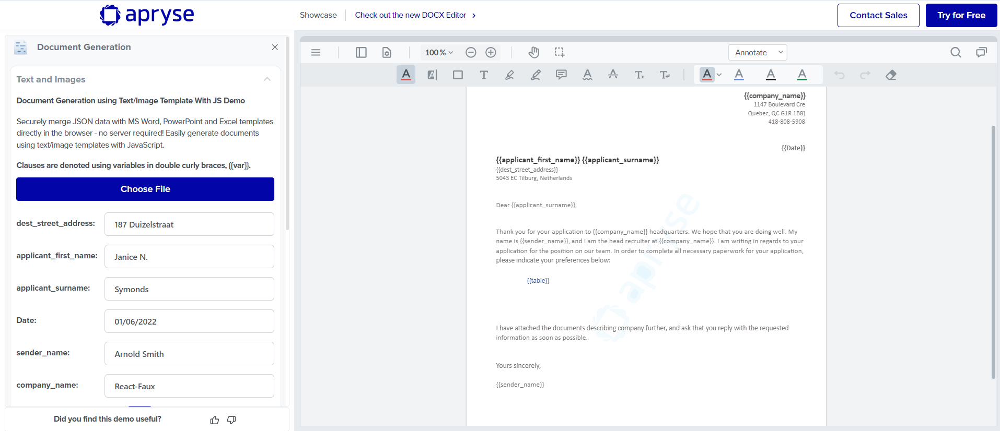 apryse
Showcase
Check out the new DOCX Editor
Contact Sales
Try for Free
Document Generation
Text and Images
Document Generation using Text/Image Template With JS Demo
Securely merge JSON data with MS Word, PowerPoint and Excel templates
directly in the browser - no server required! Easily generate documents
using text/image templates with JavaScript.
Clauses are denoted using variables in double curly braces, {{var}}.
Choose File
dest_street_address: 187 Duizelstraat
applicant_first_name: Janice N.
applicant_surname: Symonds
Date: 01/06/2022
sender_name: Arnold Smith
company_name: React-Faux
Did you find this demo useful?
100 %
Annotate
{{company_name}}
1147 Boulevard Cre
Quebec, QC G1R 1B8]
418-808-5908
{{Date}}
{{applicant_first_name}} {{applicant_surname}}
{{dest_street_address}}
5043 EC Tilburg, Netherlands
Dear {{applicant_surname}},
Thank you for your application to {{company_name}} headquarters. We hope that you are doing well. My
name is {{sender_name}}, and I am the head recruiter at {{company_name}}. I am writing in regards to your
application for the position on our team. In order to complete all necessary paperwork for your application,
please indicate your preferences below:
{{table}}
I have attached the documents describing company further, and ask that you reply with the requested
information as soon as possible.
Yours sincerely,
{{sender_name}}
apryse
apryse